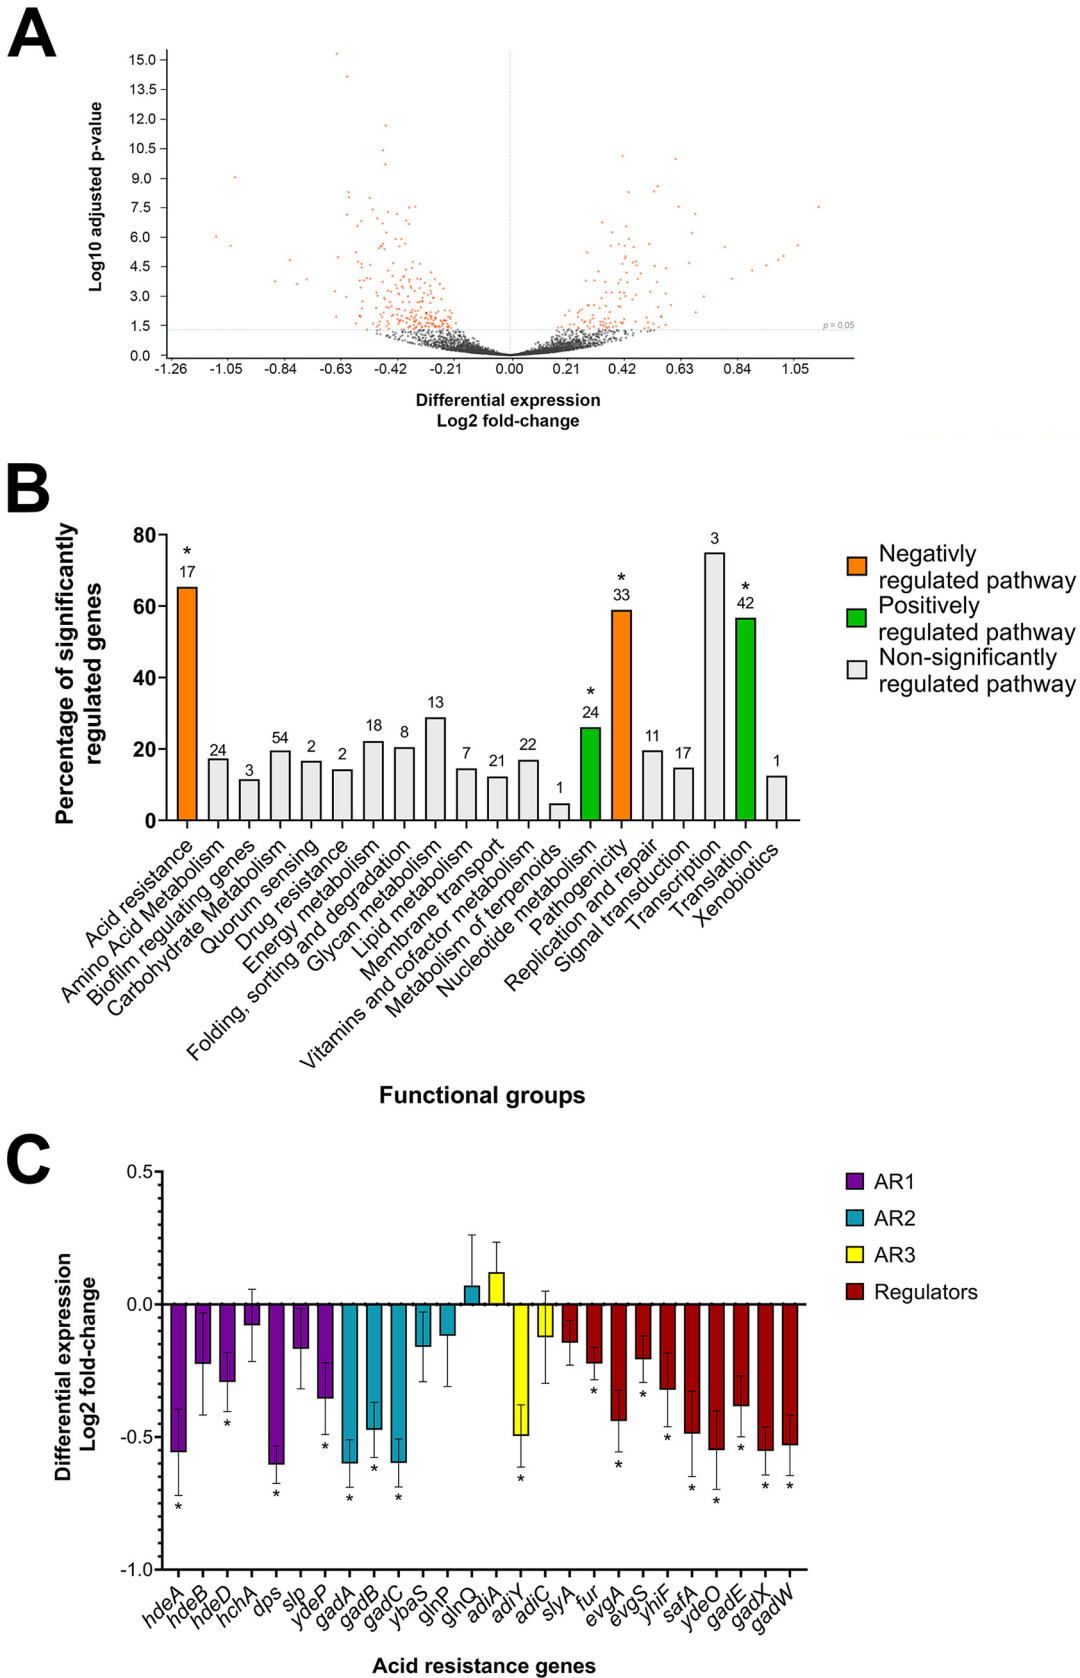 A
15.0
13.5
12.0
10.5
9.0
7.5
6.0
4.5
3.0
1.5
0.0
Log10 adjusted p-value
p = 0.05
-1.26 -1.05 -0.84 -0.63 -0.42 -0.21 0.00 0.21 0.42 0.63 0.84 1.05
Differential expression
Log2 fold-change
B
Percentage of significantly
regulated genes
80
60
40
20
0
* 17
24
3
54
2
2
18
8
13
7
21
22
1
* 24
* 33
11
17
3
* 42
1
Negativly
regulated pathway
Positively
regulated pathway
Non-significantly
regulated pathway
Acid resistance
Amino Acid Metabolism
Biofilm regulating genes
Carbohydrate Metabolism
Quorum sensing
Drug resistance
Energy metabolism
Folding, sorting and degradation
Glycan metabolism
Lipid metabolism
Membrane transport
Vitamins and cofactor metabolism
Metabolism of terpenoids
Nucleotide metabolism
Pathogenicity
Replication and repair
Signal transduction
Transcription
Translation
Xenobiotics
Functional groups
C
Differential expression
Log2 fold-change
0.5
0.0
-0.5
-1.0
* * * * * * * * * * * * * * * * *
AR1
AR2
AR3
Regulators
hdeA
hdeB
hdeD
hchA
dps
slp
ydeP
gadA
gadB
gadC
ybaS
glnP
glnQ
adiA
adiY
adiC
slyA
fur
evgA
evgS
yhiF
safA
ydeO
gadE
gadX
gadW
Acid resistance genes